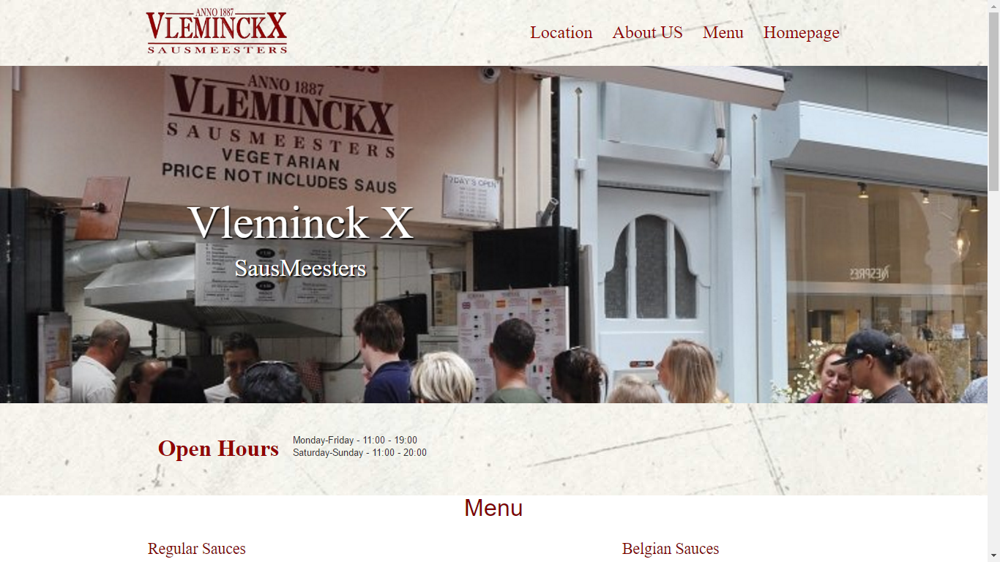 ANNO 1887
VLEMINCKX
SAUSMEESTERS
Location About US Menu Homepage
ANNO 1887
VLEMINCKX
SAUSMEESTERS
VEGETARIAN
PRICE NOT INCLUDES SAUS
7 DAY'S OPEN
Vleminck X
SausMeesters
Open Hours
Monday-Friday - 11:00 - 19:00
Saturday-Sunday - 11:00 - 20:00
Menu
Regular Sauces Belgian Sauces